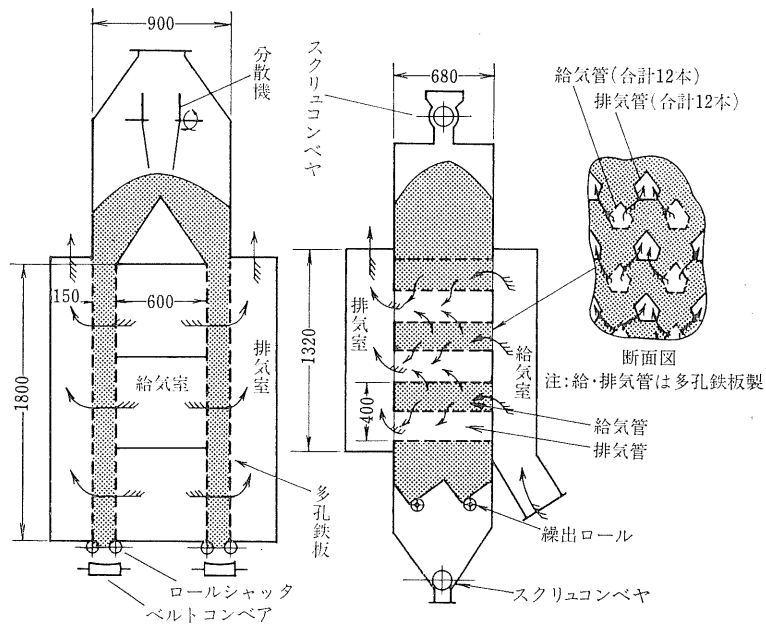 900
分散機
150
600
1800
給気室
排気室
多孔鉄板
ロールシャッタ
ベルトコンベア
スクリュコンベヤ
680
1320
排気室
400
給気室
給気管
排気管
繰出ロール
スクリュコンベヤ
給気管(合計12本)
排気管(合計12本)
断面図
注:給・排気管は多孔鉄板製